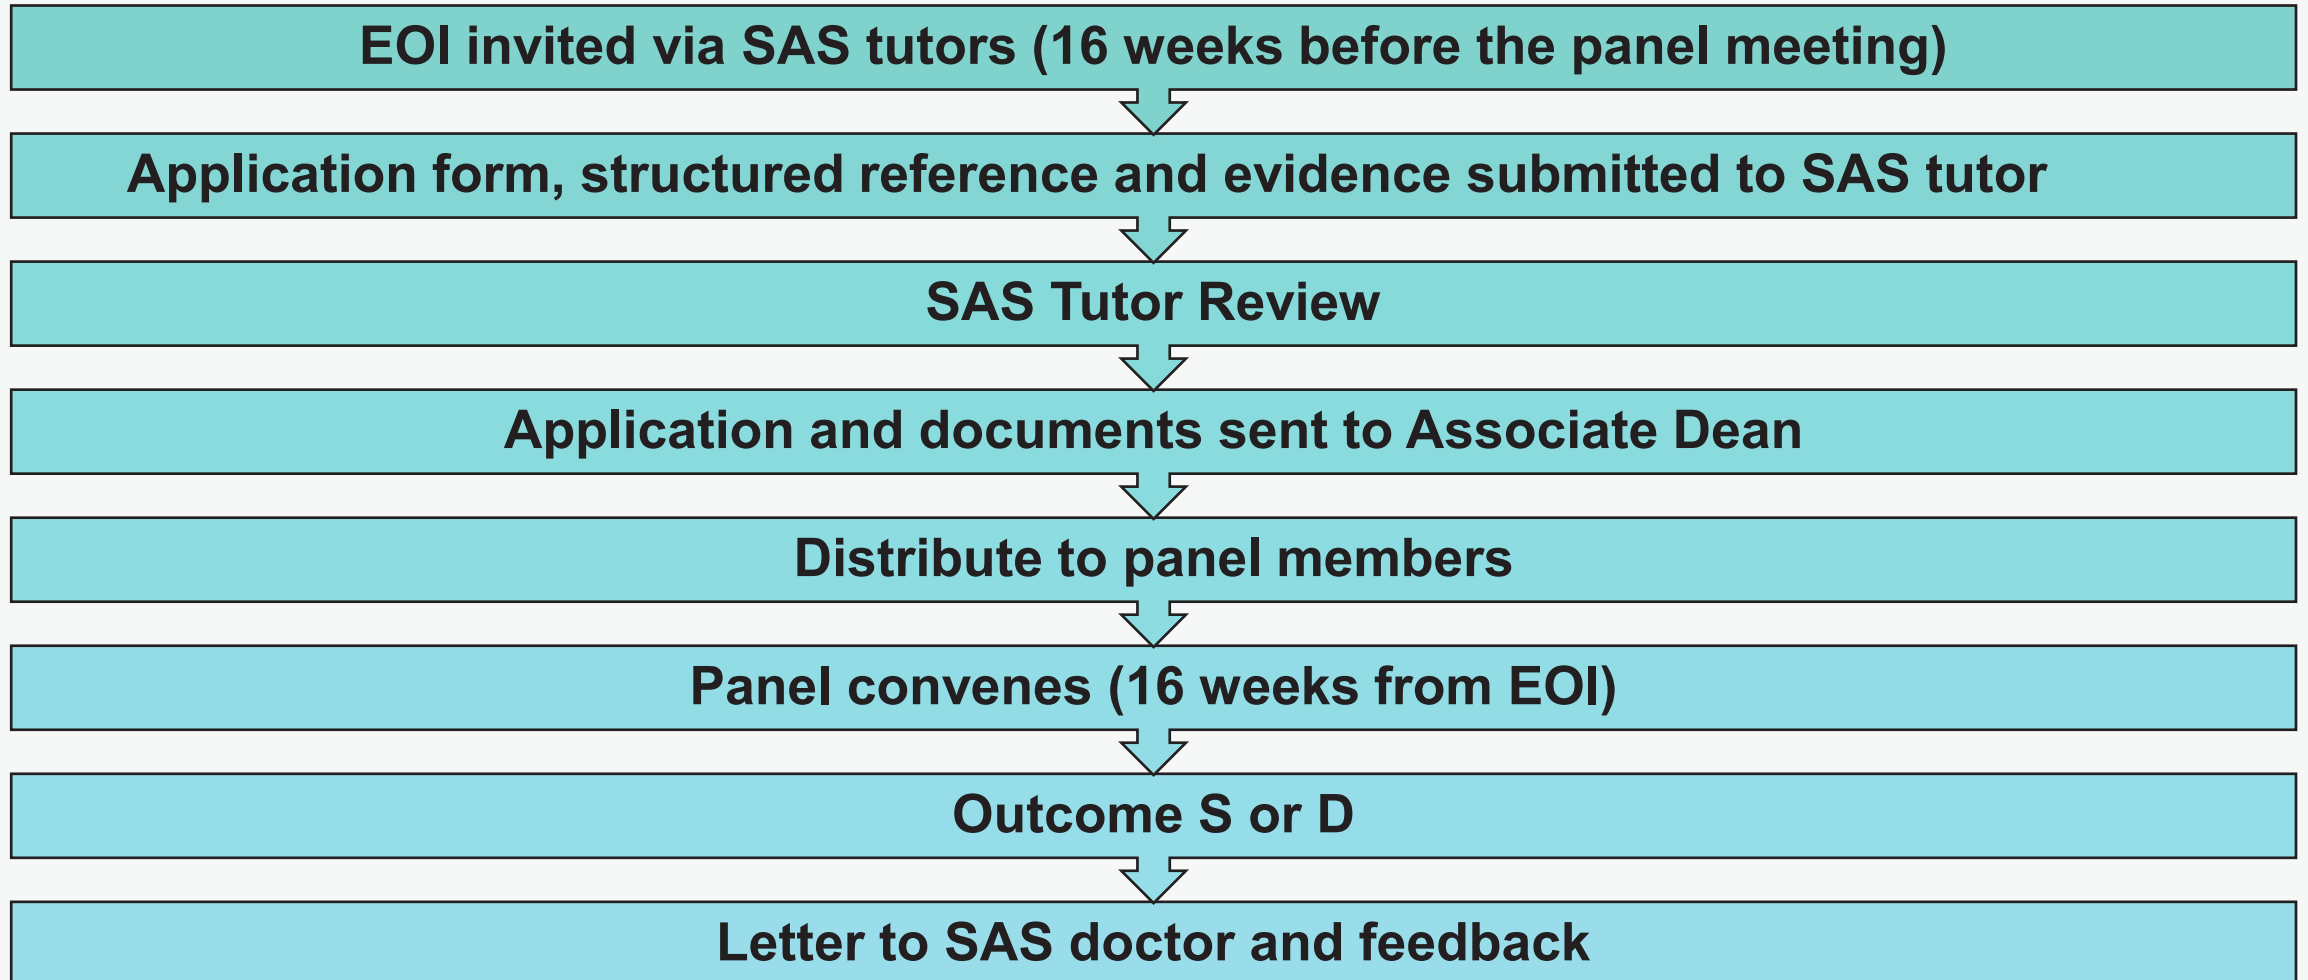 EOI invited via SAS tutors (16 weeks before the panel meeting)
Application form, structured reference and evidence submitted to SAS tutor
SAS Tutor Review
Application and documents sent to Associate Dean
Distribute to panel members
Panel convenes (16 weeks from EOI)
Outcome S or D
Letter to SAS doctor and feedback